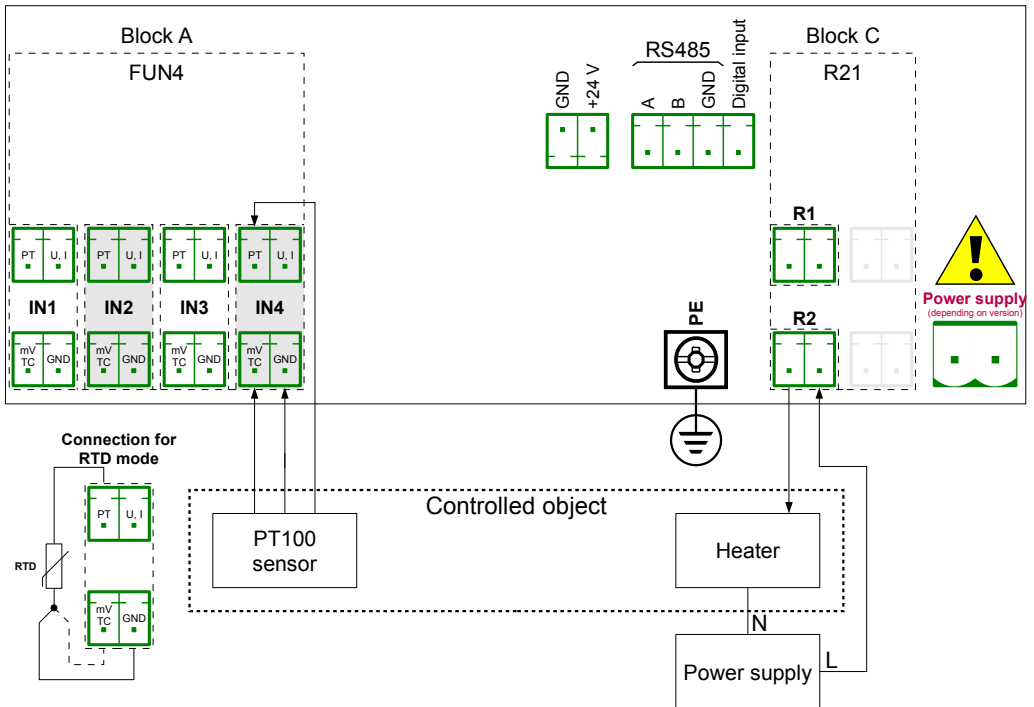 Block A
FUN4
RS485
GND
+24 V
A
B
GND
Digital input
Block C
R21
PT U, I
PT U, I
PT U, I
PT U, I
IN1
IN2
IN3
IN4
mV TC GND
mV TC GND
mV TC GND
mV TC GND
R1
R2
PE
Power supply
(depending on version)
Connection for
RTD mode
PT U, I
RTD
mV TC GND
Controlled object
PT100
sensor
Heater
N
L
Power supply